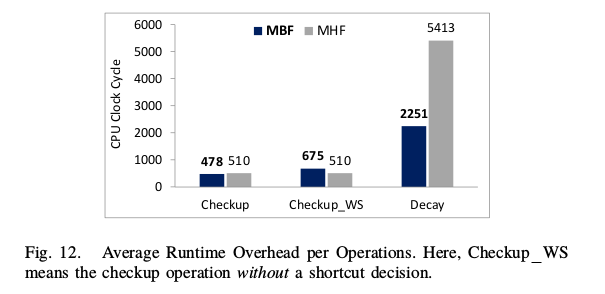 6000
5000
4000
3000
2000
1000
0
CPU Clock Cycle
MBF MHF
478 510
675 510
2251 5413
Checkup Checkup_WS Decay
Fig. 12. Average Runtime Overhead per Operations. Here, Checkup_WS
means the checkup operation without a shortcut decision.